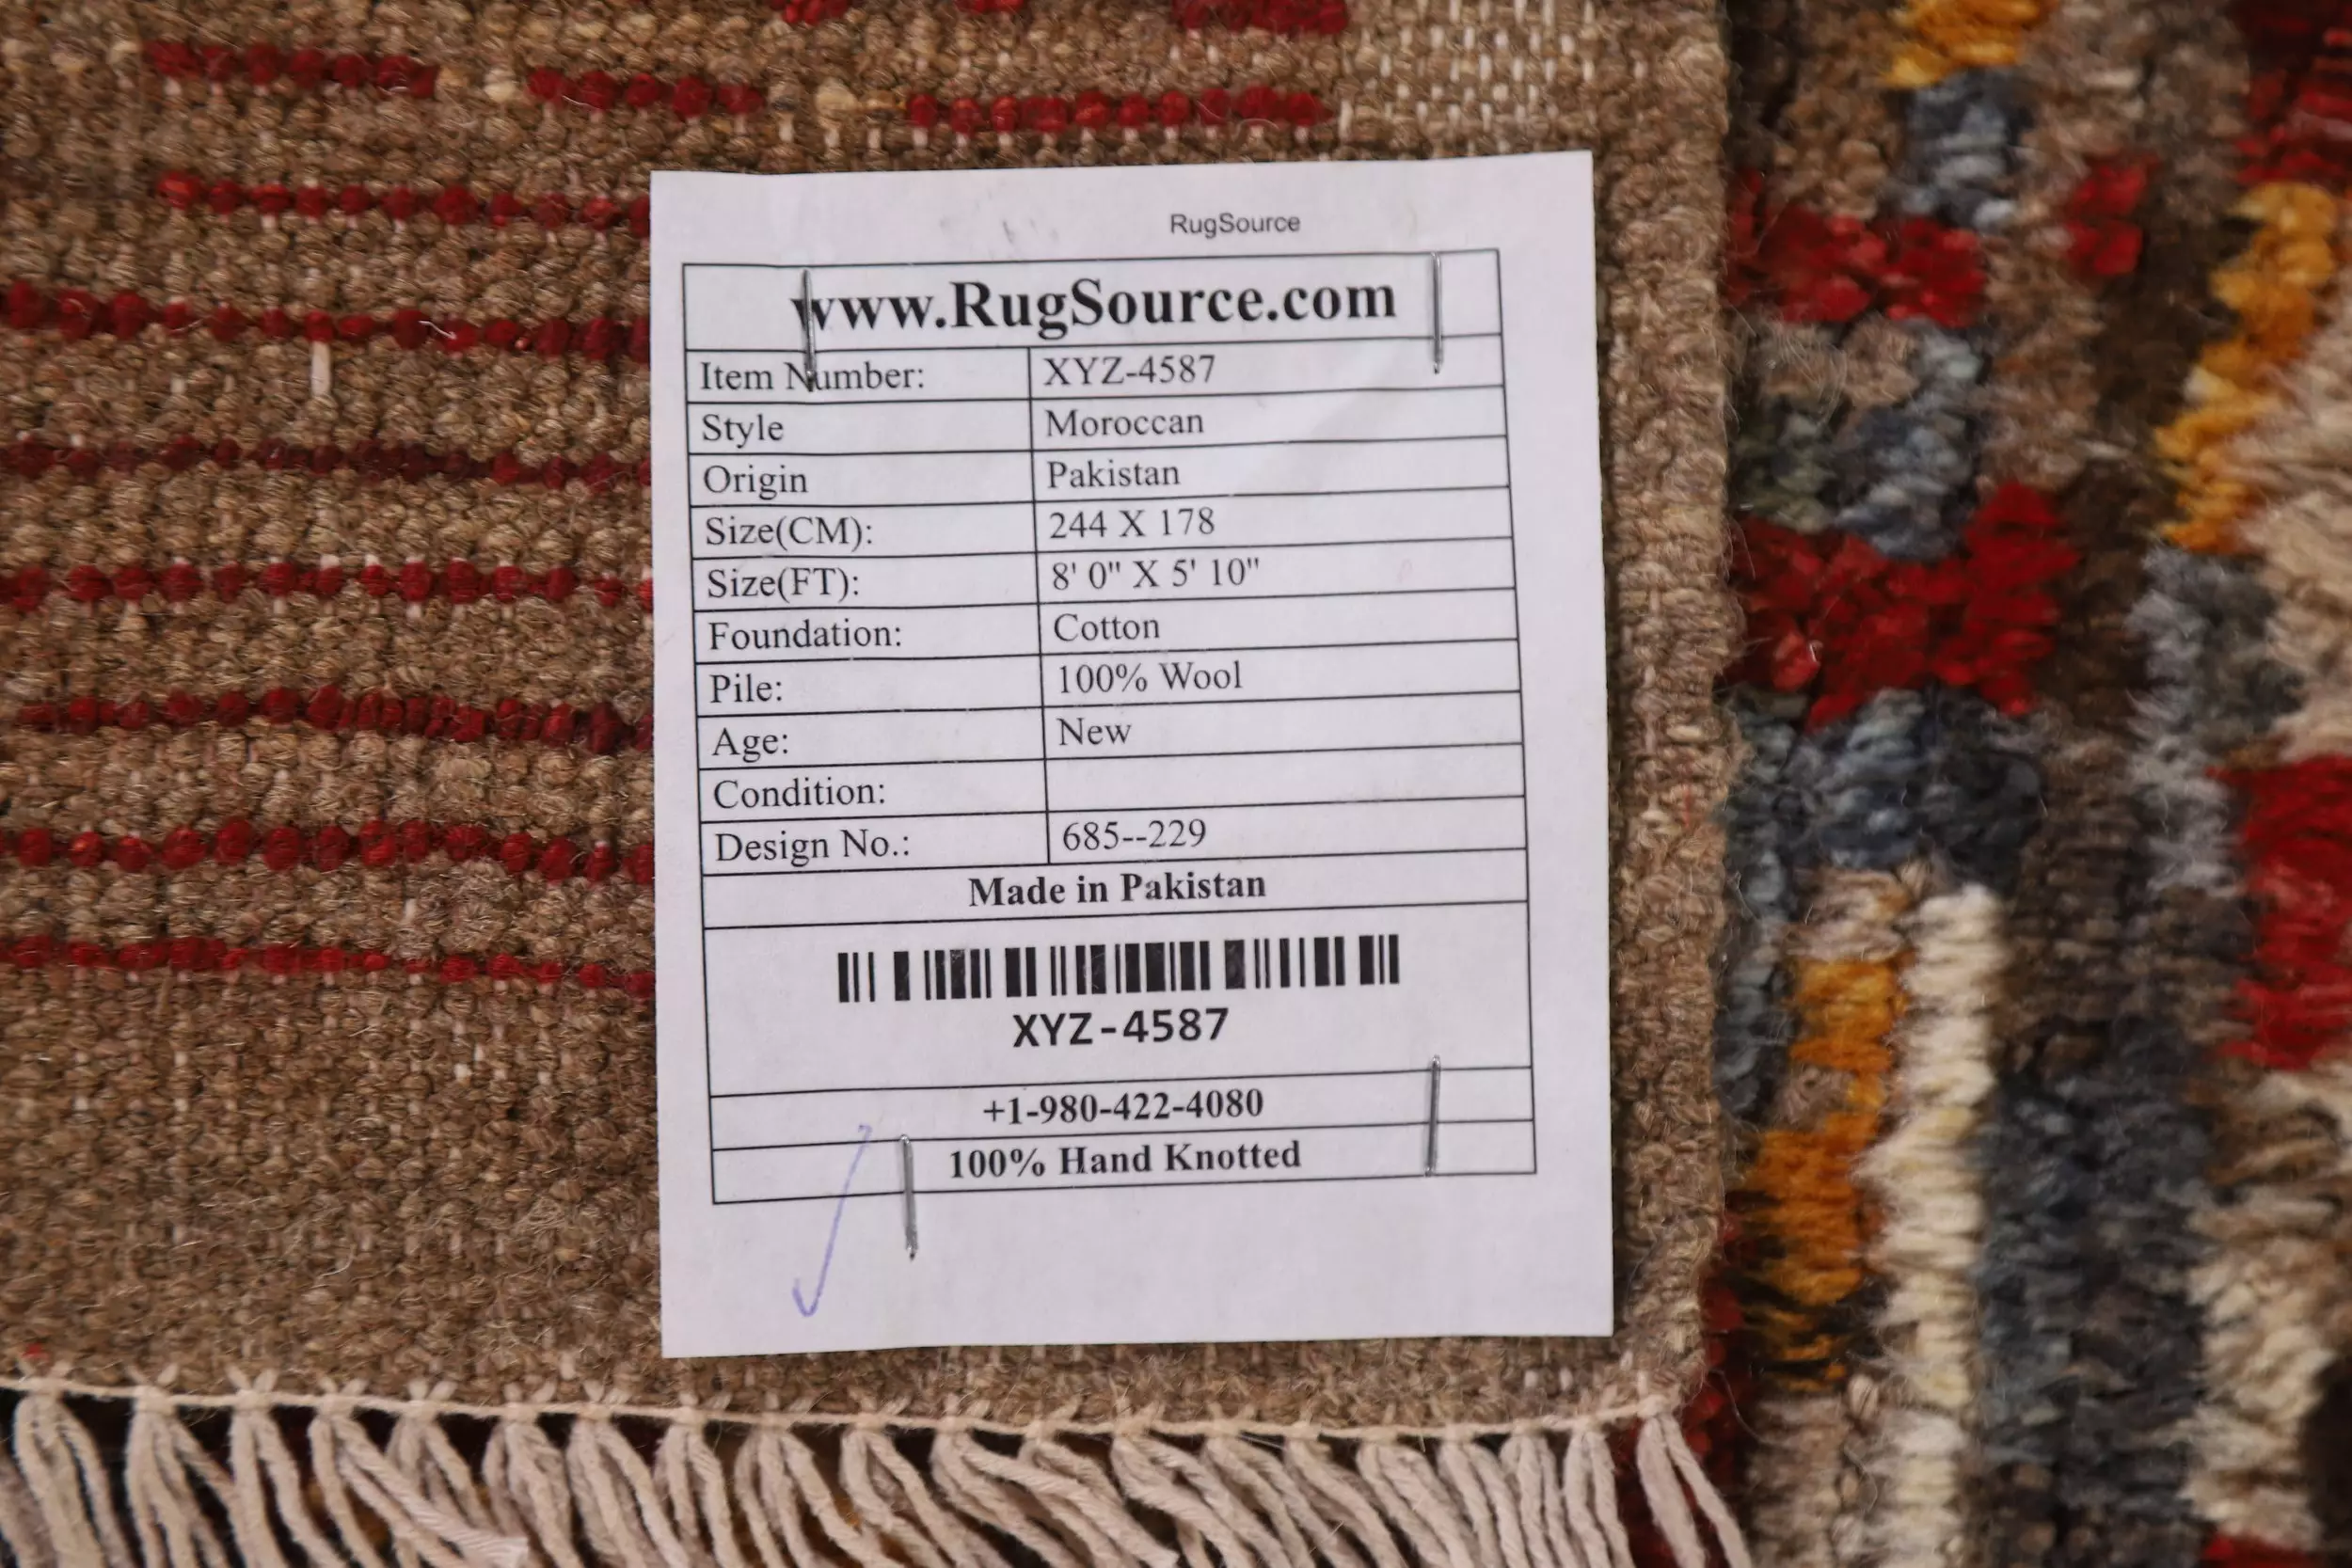 RugSource
www.RugSource.com
Item Number: XYZ-4587
Style Moroccan
Origin Pakistan
Size(CM): 244 X 178
Size(FT): 8' 0" X 5' 10"
Foundation: Cotton
Pile: 100% Wool
Age: New
Condition:
Design No.: 685--229
Made in Pakistan
XYZ-4587
+1-980-422-4080
100% Hand Knotted